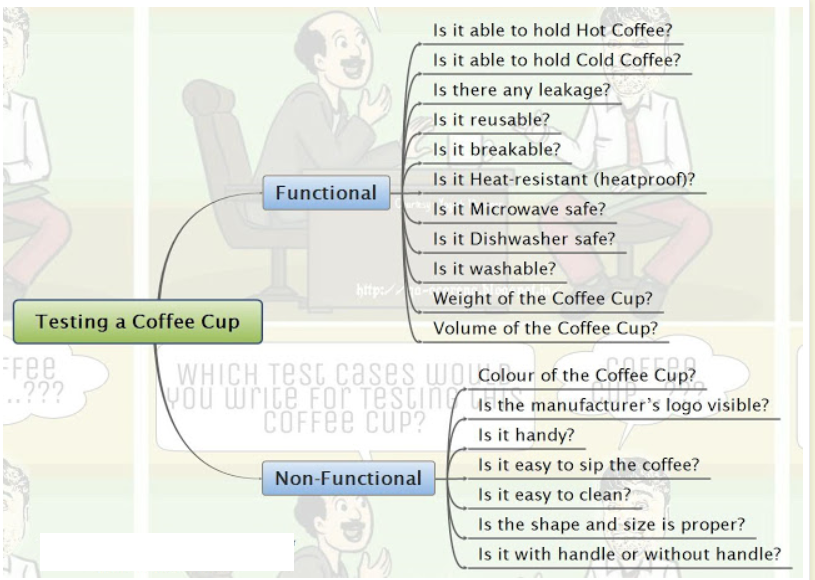 Is it able to hold Hot Coffee?
Is it able to hold Cold Coffee?
Is there any leakage?
Is it reusable?
Is it breakable?
Is it Heat-resistant (heatproof)?
Is it Microwave safe?
Is it Dishwasher safe?
Is it washable?
Weight of the Coffee Cup?
Volume of the Coffee Cup?
Functional
Testing a Coffee Cup
Colour of the Coffee Cup?
Is the manufacturer's logo visible?
Is it handy?
Is it easy to sip the coffee?
Is it easy to clean?
Is the shape and size is proper?
Is it with handle or without handle?
Non-Functional
WHICH TEST CASES WOULD
YOU WRITE FOR TESTING THIS
COFFEE CUP?
COFFEE
CUP...???
FFEE
..???